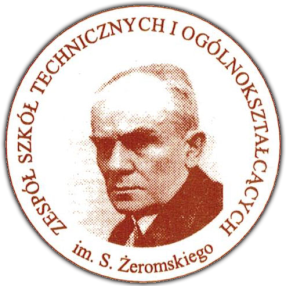 ZESPÓŁ SZKÓŁ TECHNICZNYCH I OGÓLNOKSZTAŁCĄCYCH
im. S. Żeromskiego